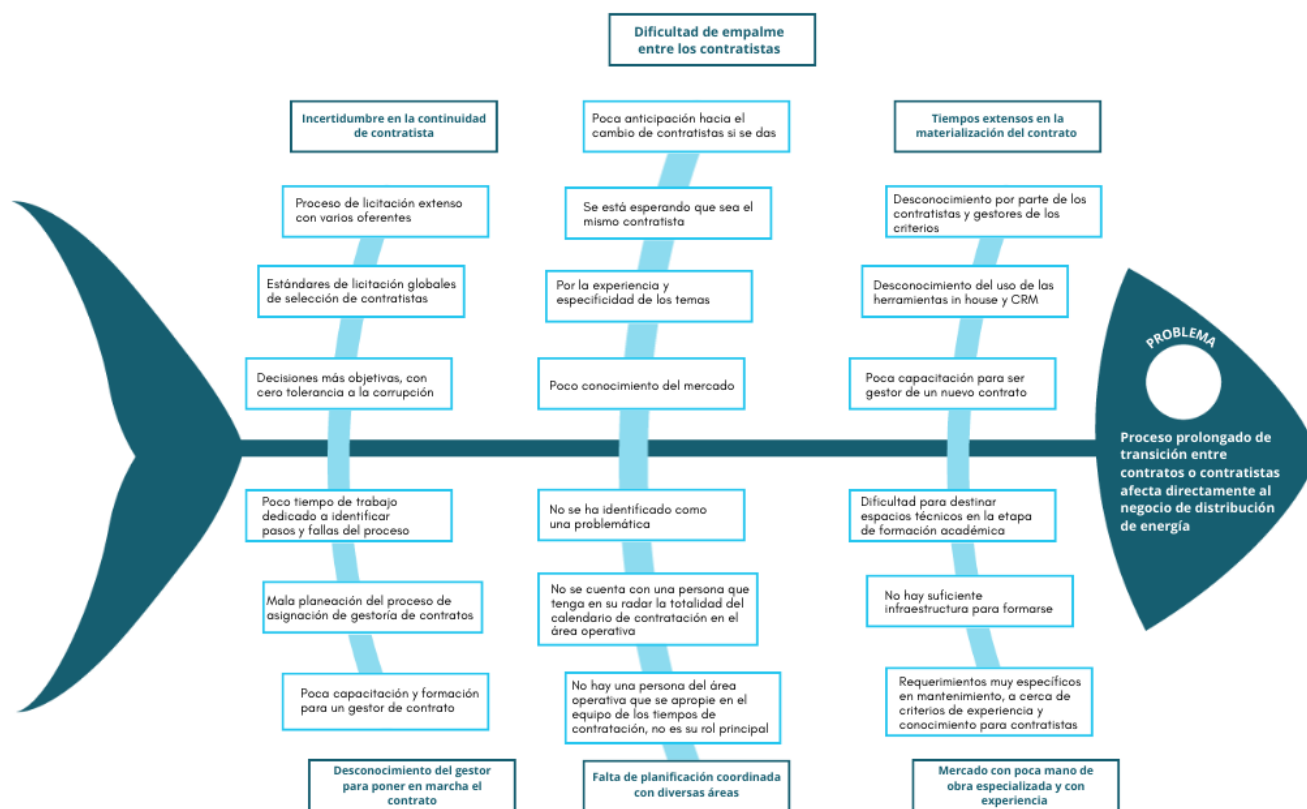 Dificultad de empalme
entre los contratistas
Incertidumbre en la continuidad
de contratista
Proceso de licitación extenso
con varios oferentes
Estándares de licitación globales
de selección de contratistas
Decisiones más objetivas, con
cero tolerancia a la corrupción
Poca anticipación hacia el
cambio de contratistas si se das
Se está esperando que sea el
mismo contratista
Por la experiencia y
especificidad de los temas
Poco conocimiento del mercado
Tiempos extensos en la
materialización del contrato
Desconocimiento por parte de los
contratistas y gestores de los
criterios
Desconocimiento del uso de las
herramientas in house y CRM
Poca capacitación para ser
gestor de un nuevo contrato
PROBLEMA
Proceso prolongado de
transición entre
contratos o contratistas
afecta directamente al
negocio de distribución
de energía
Poco tiempo de trabajo
dedicado a identificar
pasos y fallas del proceso
Mala planeación del proceso de
asignación de gestoría de contratos
Poca capacitación y formación
para un gestor de contrato
Desconocimiento del gestor
para poner en marcha el
contrato
No se ha identificado como
una problemática
No se cuenta con una persona que
tenga en su radar la totalidad del
calendario de contratación en el
área operativa
No hay una persona del área
operativa que se apropie en el
equipo de los tiempos de
contratación, no es su rol principal
Falta de planificación coordinada
con diversas áreas
Dificultad para destinar
espacios técnicos en la etapa
de formación académica
No hay suficiente
infraestructura para formarse
Requerimientos muy específicos
en mantenimiento, a cerca de
criterios de experiencia y
conocimiento para contratistas
Mercado con poca mano de
obra especializada y con
experiencia